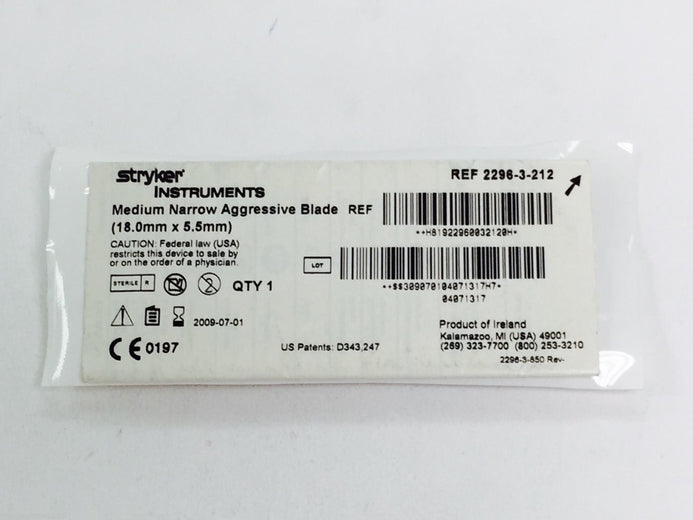 stryker® REF 2296-3-212
INSTRUMENTS
Medium Narrow Aggressive Blade REF
(18.0mm x 5.5mm) **H81922960032120H*
CAUTION: Federal law (USA)
restricts this device to sale by
or on the order of a physician.
LOT
STERILE R 2 QTY 1
*+$$309070104071317H7*
04071317
2009-07-01
Product of Ireland
Kalamazoo, MI (USA) 49001
CE 0197 US Patents: D343,247 (269) 323-7700 (800) 253-3210
2296-3-850 Rev-